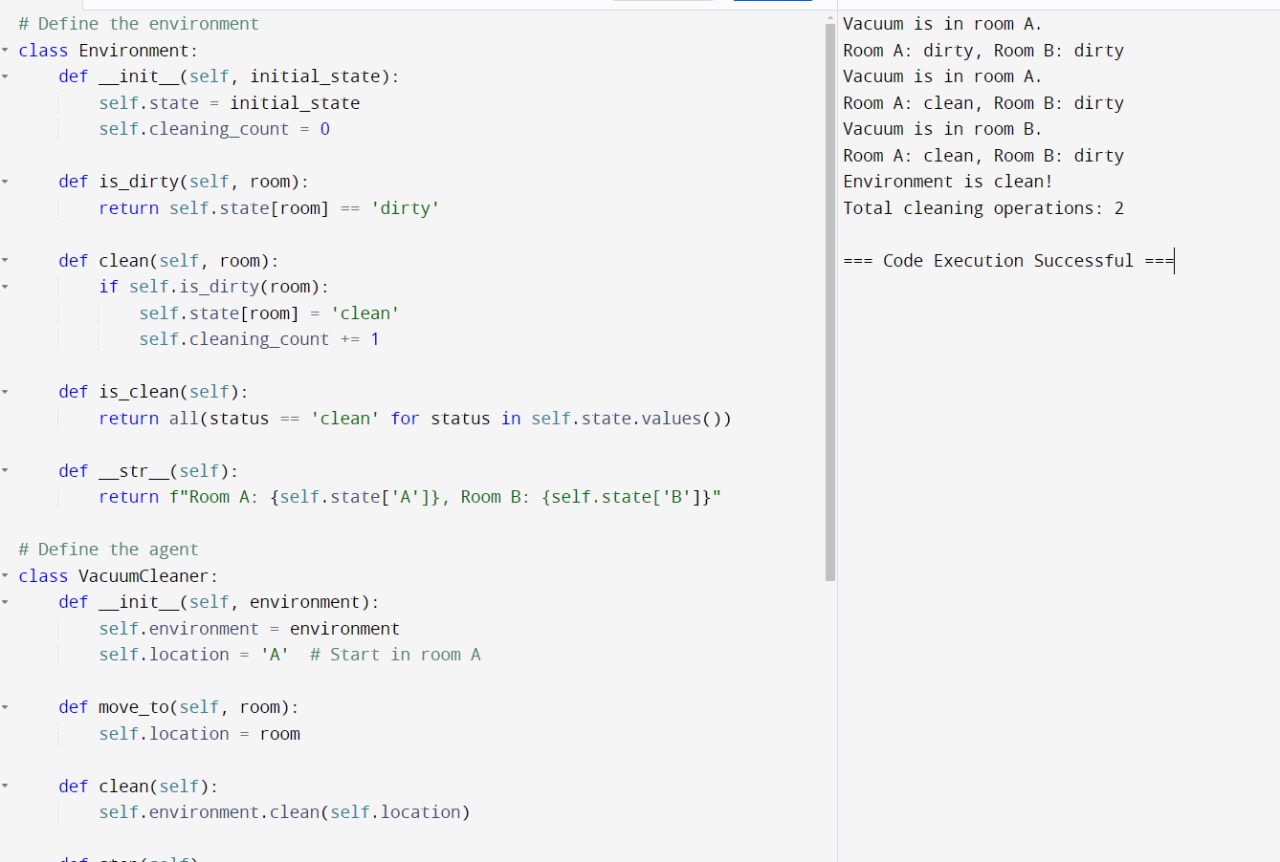 # Define the environment
class Environment:
    def __init__(self, initial_state):
        self.state = initial_state
        self.cleaning_count = 0

    def is_dirty(self, room):
        return self.state[room] == 'dirty'

    def clean(self, room):
        if self.is_dirty(room):
            self.state[room] = 'clean'
            self.cleaning_count += 1

    def is_clean(self):
        return all(status == 'clean' for status in self.state.values())

    def __str__(self):
        return f"Room A: {self.state['A']}, Room B: {self.state['B']}"

# Define the agent
class VacuumCleaner:
    def __init__(self, environment):
        self.environment = environment
        self.location = 'A'  # Start in room A

    def move_to(self, room):
        self.location = room

    def clean(self):
        self.environment.clean(self.location)

Vacuum is in room A.
Room A: dirty, Room B: dirty
Vacuum is in room A.
Room A: clean, Room B: dirty
Vacuum is in room B.
Room A: clean, Room B: dirty
Environment is clean!
Total cleaning operations: 2

=== Code Execution Successful ===